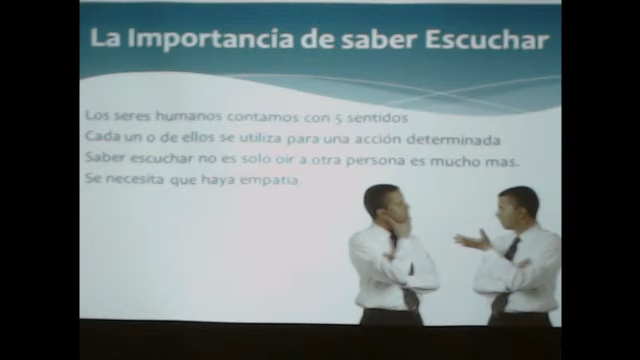 La Importancia de saber Escuchar
Los seres humanos contamos con 5 sentidos
Cada un o de ellos se utiliza para una acción determinada
Saber escuchar no es solo oir a otra persona es mucho mas.
Se necesita que haya empatia.